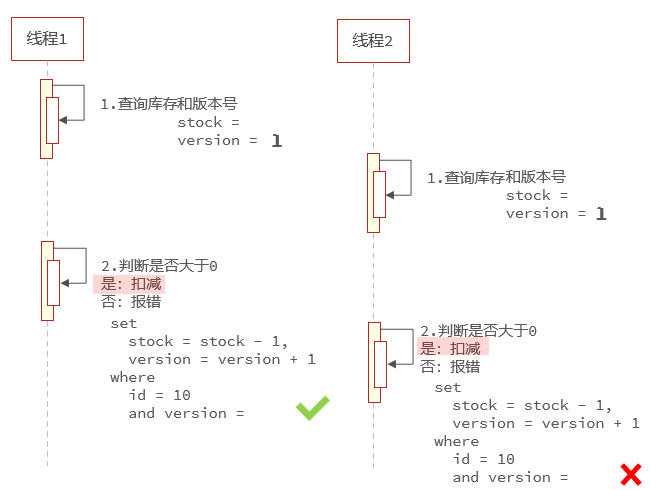 线程1
1.查询库存和版本号
stock =
version = 1
2.判断是否大于0
是：扣减
否：报错
set
stock = stock - 1,
version = version + 1
where
id = 10
and version =
线程2
1.查询库存和版本号
stock =
version = 1
2.判断是否大于0
是：扣减
否：报错
set
stock = stock - 1,
version = version + 1
where
id = 10
and version =